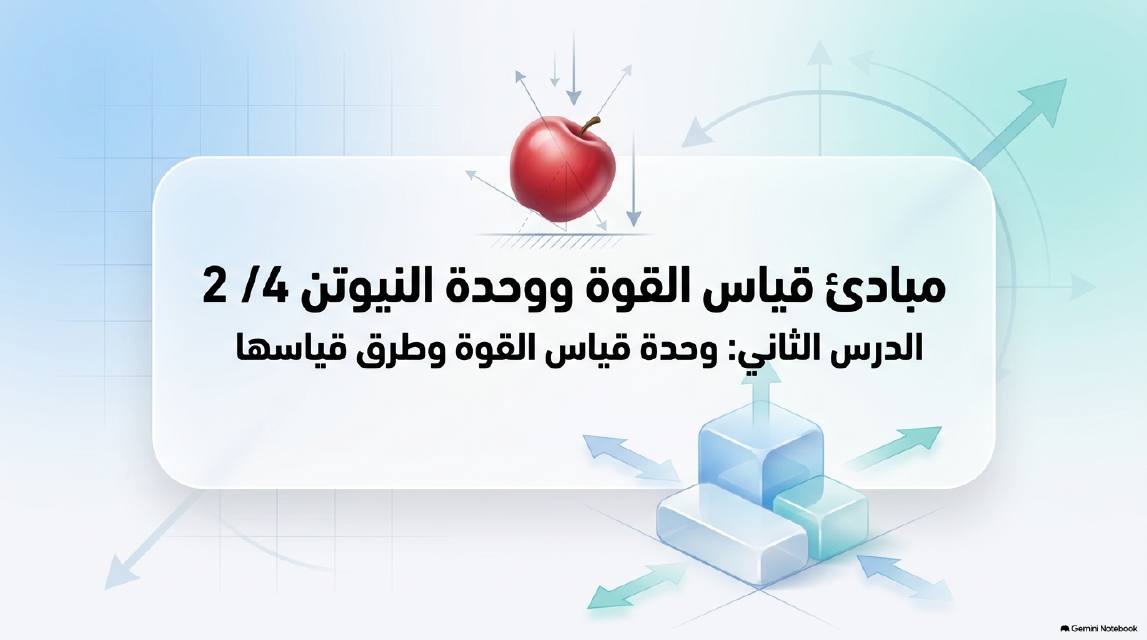 مبادئ قياس القوة ووحدة النيوتن 4/ 2
الدرس الثاني: وحدة قياس القوة وطرق قياسها
Gemini Notebook